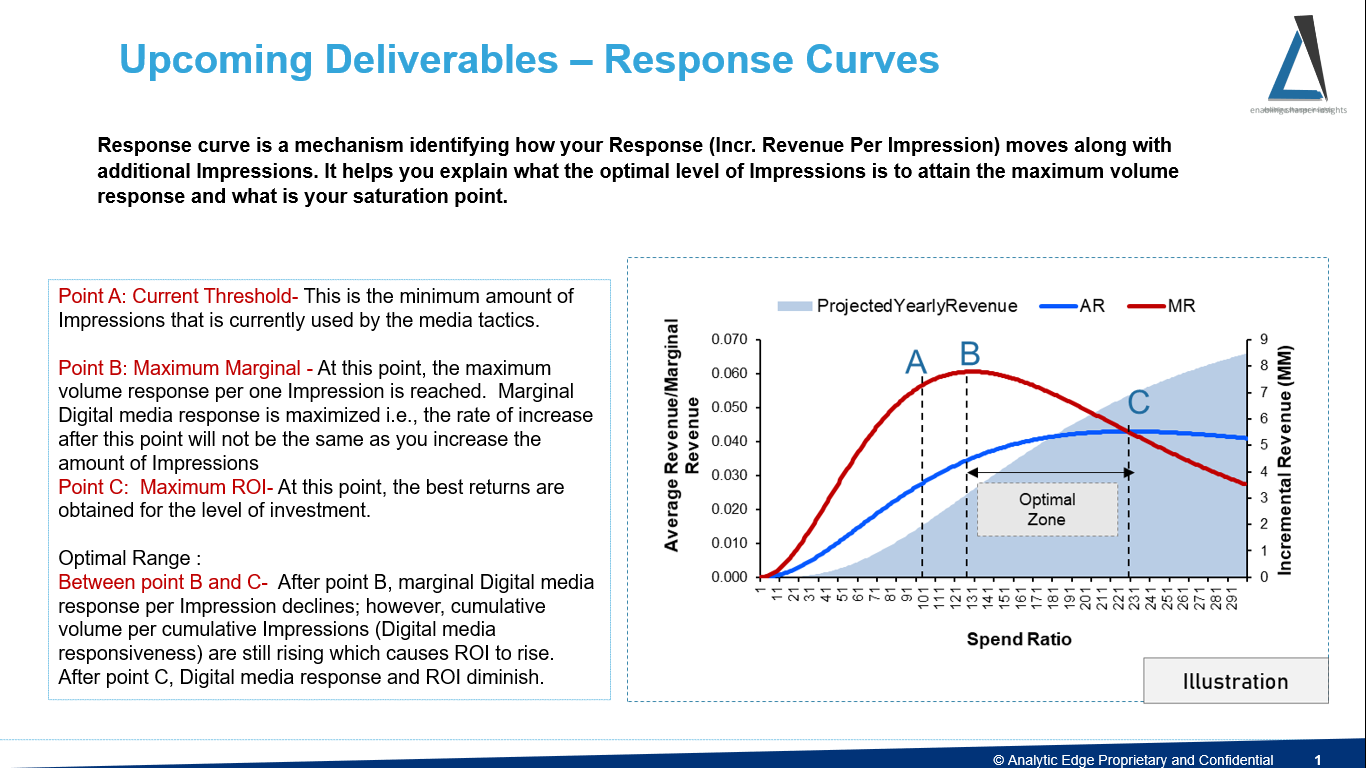 Upcoming Deliverables – Response Curves
Response curve is a mechanism identifying how your Response (Incr. Revenue Per Impression) moves along with
additional Impressions. It helps you explain what the optimal level of Impressions is to attain the maximum volume
response and what is your saturation point.
Point A: Current Threshold- This is the minimum amount of
Impressions that is currently used by the media tactics.
Point B: Maximum Marginal - At this point, the maximum
volume response per one Impression is reached. Marginal
Digital media response is maximized i.e., the rate of increase
after this point will not be the same as you increase the
amount of Impressions
Point C: Maximum ROI- At this point, the best returns are
obtained for the level of investment.
Optimal Range :
Between point B and C- After point B, marginal Digital media
response per Impression declines; however, cumulative
volume per cumulative Impressions (Digital media
responsiveness) are still rising which causes ROI to rise.
After point C, Digital media response and ROI diminish.
ProjectedYearlyRevenue AR MR
Average Revenue/Marginal
Revenue
0.070
0.060
0.050
0.040
0.030
0.020
0.010
0.000
A
B
C
Optimal
Zone
9
8
7
6
5
4
3
2
1
0
Incremental Revenue (MM)
1 11 21 31 41 51 61 71 81 91 101 111 121 131 141 151 161 171 181 191 201 211 221 231 241 251 261 271 281 291
Spend Ratio
Illustration
© Analytic Edge Proprietary and Confidential 1